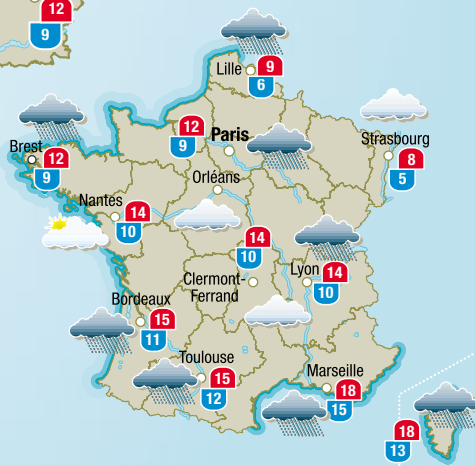 12
9
Lille
9
6
12
9
Paris
Strasbourg
8
5
Brest
12
9
Orléans
Nantes
14
10
14
10
Clermont-
Ferrand
Lyon
14
10
Bordeaux
15
11
Toulouse
15
12
Marseille
18
15
18
13